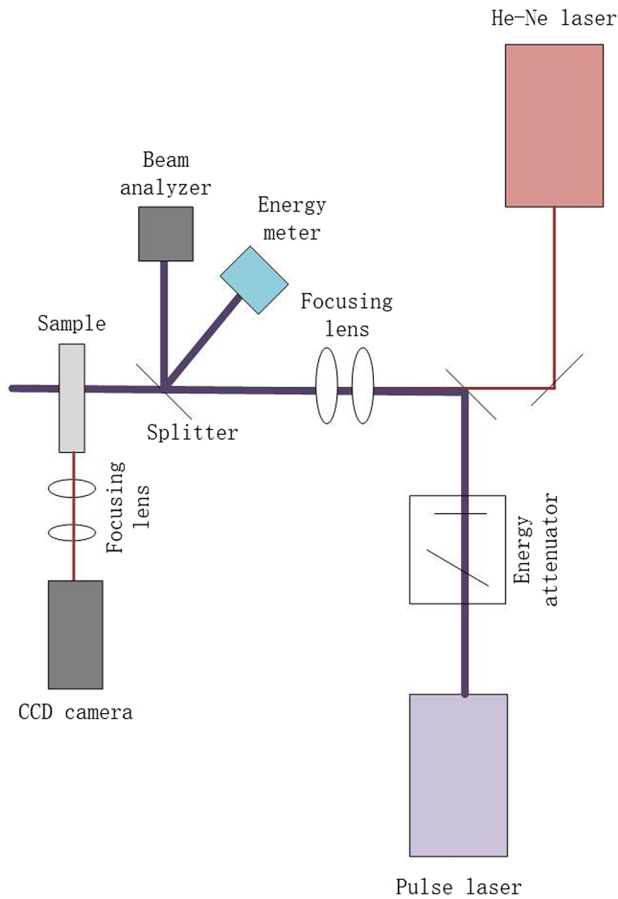 He-Ne laser
Beam
analyzer
Energy
meter
Focusing
lens
Sample
Splitter
Focusing
lens
Energy
attenuator
CCD camera
Pulse laser